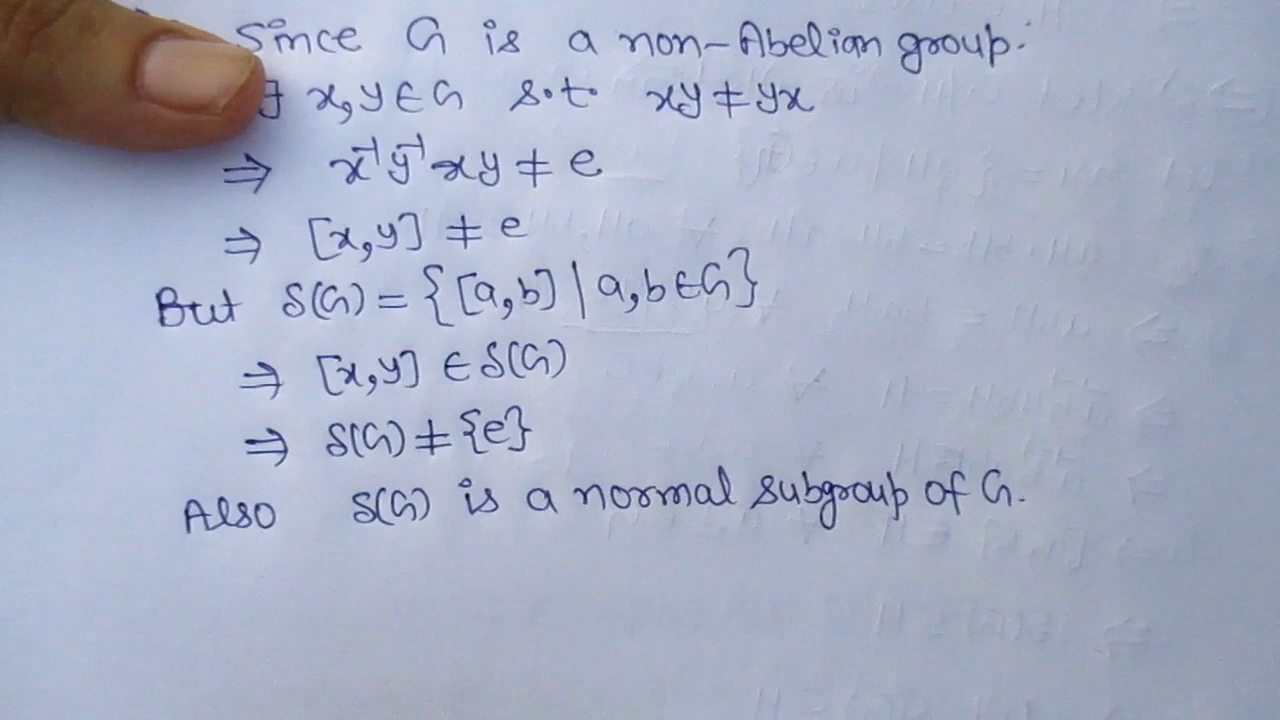 Since G is a non-Abelian group.
∃ x,y∈G s.t. xy≠yx
⇒ x⁻¹y⁻¹xy≠e
⇒ [x,y] ≠ e
But δ(G)={[a,b] | a,b∈G}
⇒ [x,y] ∈ δ(G)
⇒ δ(G)≠{e}
Also δ(G) is a normal subgroup of G.